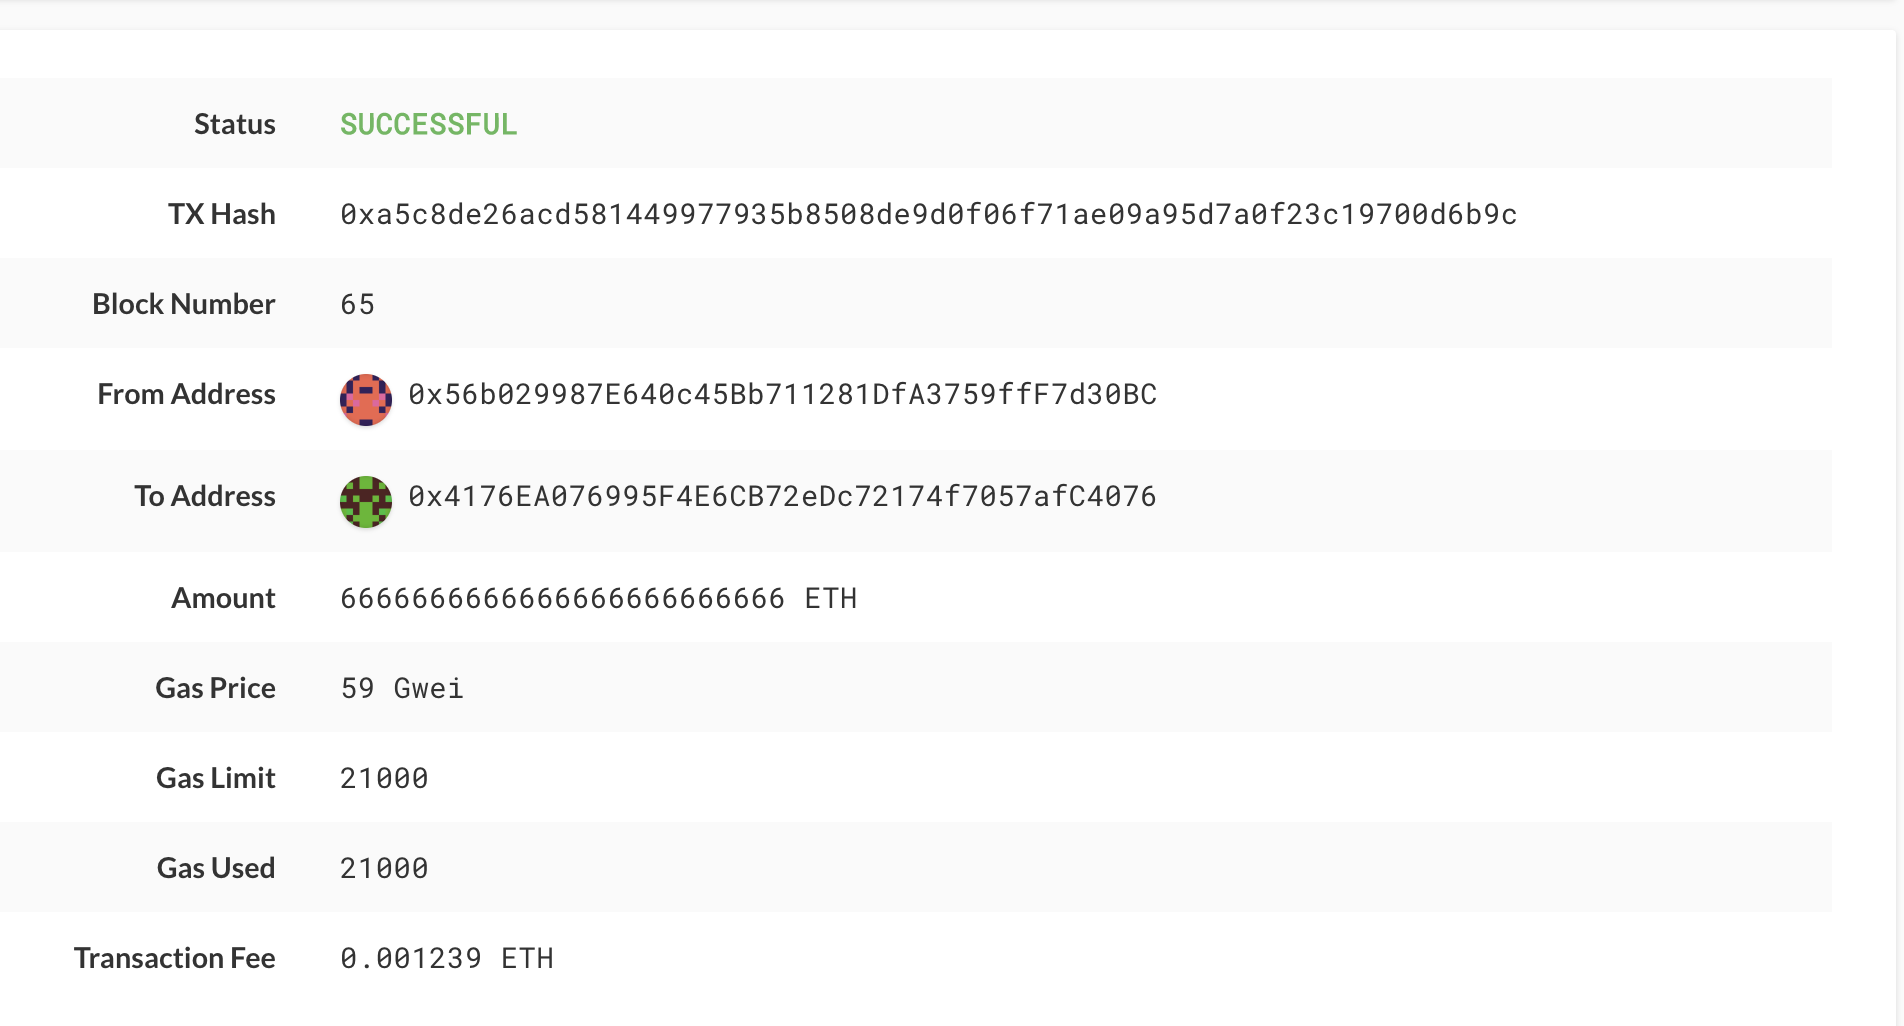 Status SUCCESSFUL
TX Hash 0xa5c8de26acd581449977935b8508de9d0f06f71ae09a95d7a0f23c19700d6b9c
Block Number 65
From Address 0x56b029987E640c45Bb711281DfA3759ffF7d30BC
To Address 0x4176EA076995F4E6CB72eDc72174f7057afC4076
Amount 6666666666666666666666666 ETH
Gas Price 59 Gwei
Gas Limit 21000
Gas Used 21000
Transaction Fee 0.001239 ETH